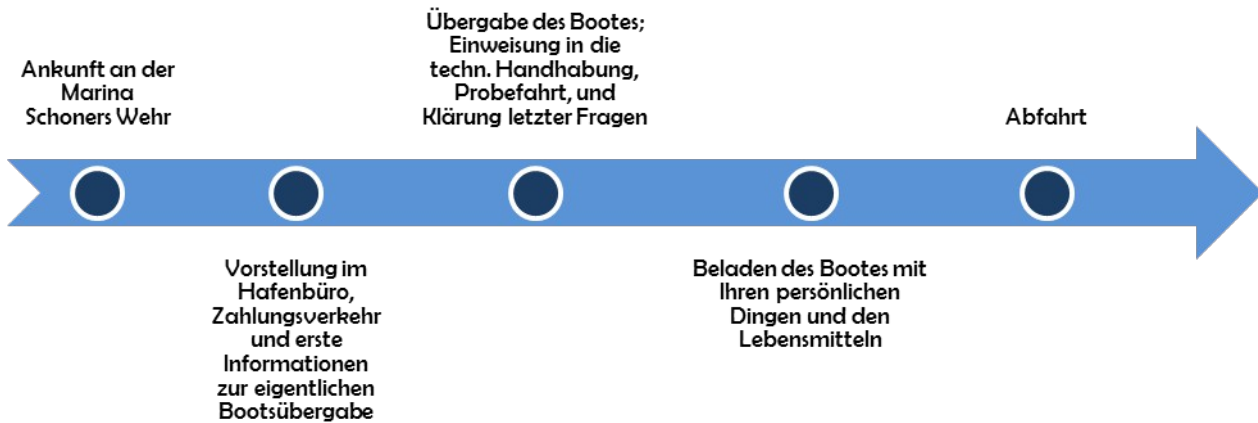 Ankunft an der
Marina
Schoners Wehr
Vorstellung im
Hafenbüro,
Zahlungsverkehr
und erste
Informationen
zur eigentlichen
Bootsübergabe
Übergabe des Bootes;
Einweisung in die
techn. Handhabung,
Probefahrt, und
Klärung letzter Fragen
Beladen des Bootes mit
Ihren persönlichen
Dingen und den
Lebensmitteln
Abfahrt